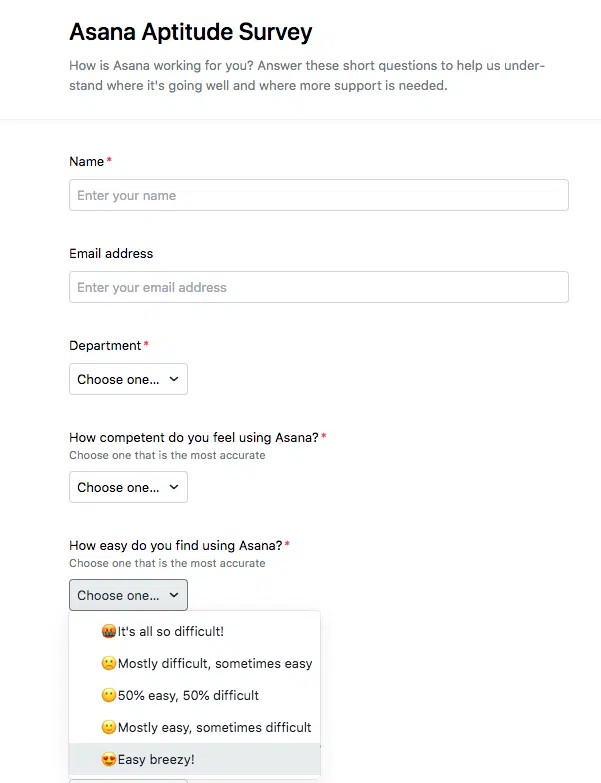 Asana Aptitude Survey
How is Asana working for you? Answer these short questions to help us under-
stand where it's going well and where more support is needed.
Name*
Enter your name
Email address
Enter your email address
Department*
Choose one...
How competent do you feel using Asana?*
Choose one that is the most accurate
Choose one...
How easy do you find using Asana?*
Choose one that is the most accurate
Choose one...
🤬It's all so difficult!
🙁Mostly difficult, sometimes easy
😶50% easy, 50% difficult
🙂Mostly easy, sometimes difficult
😍Easy breezy!